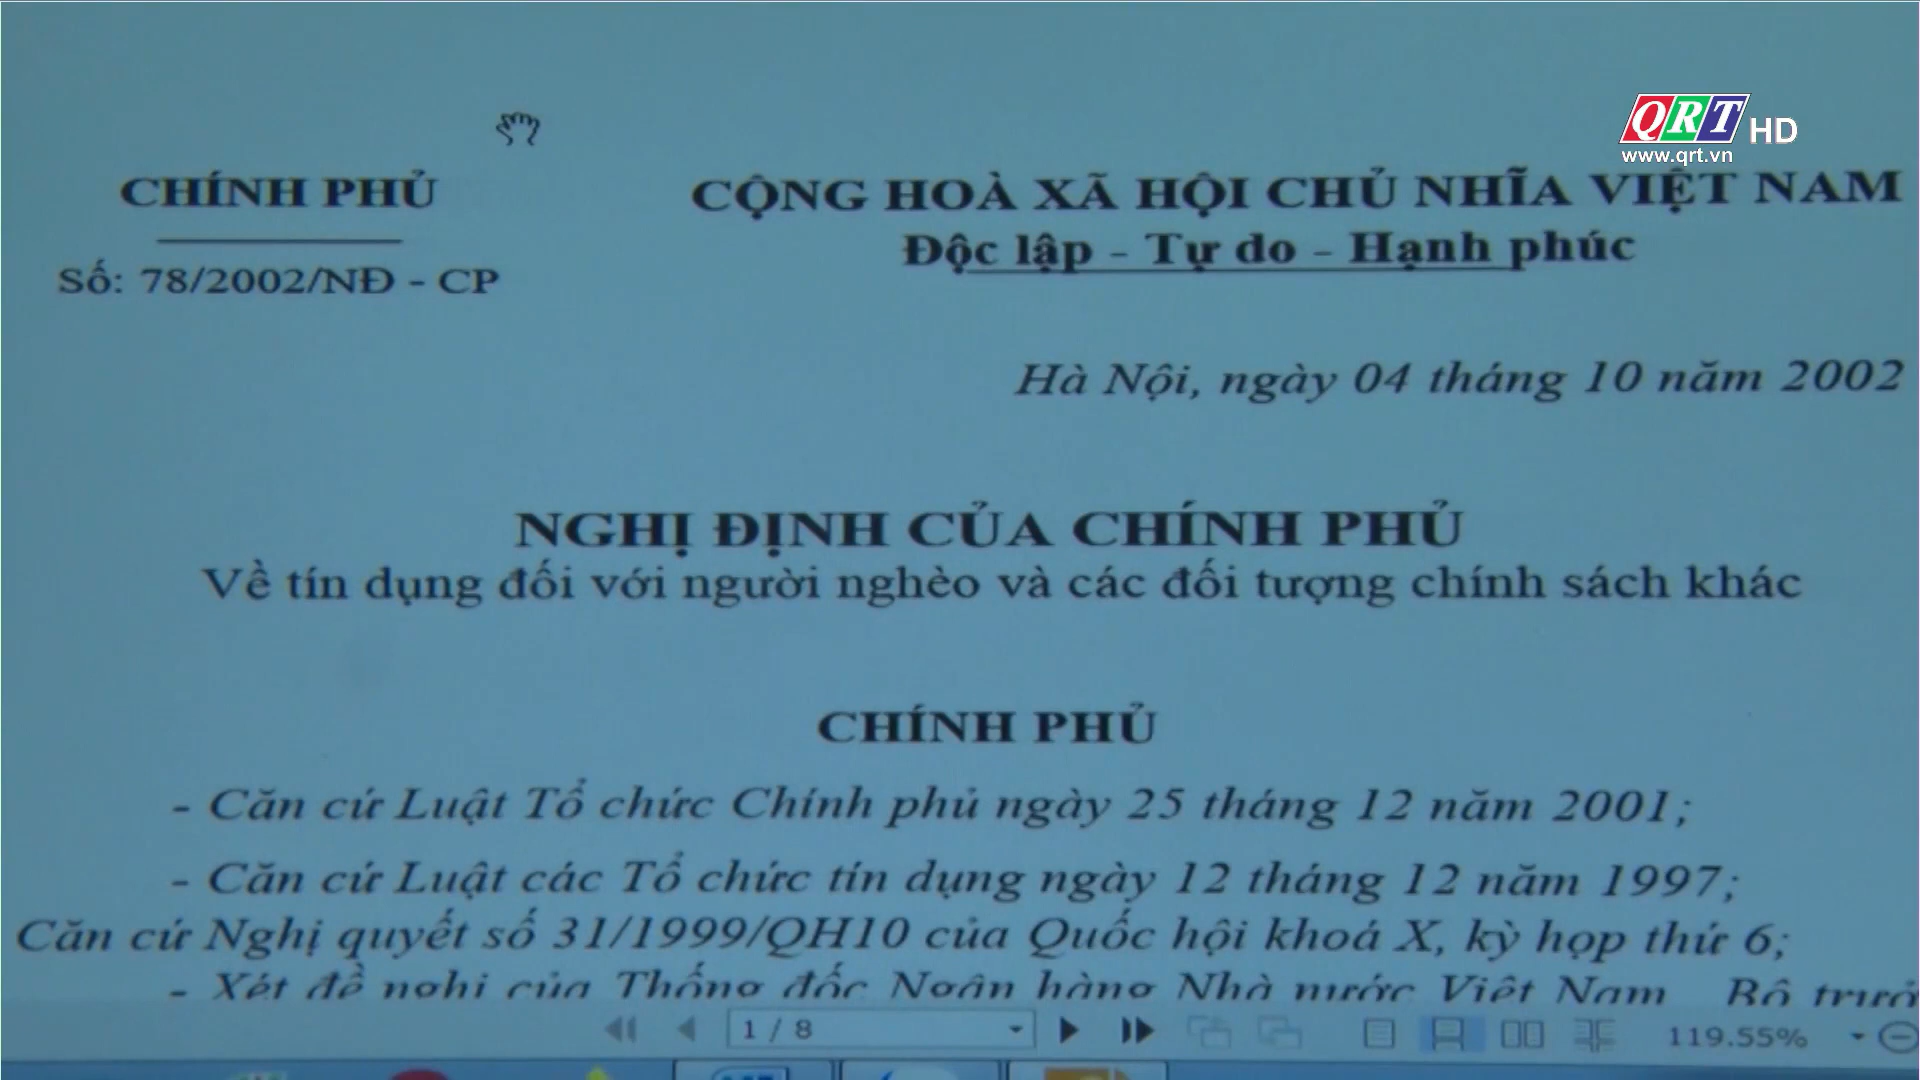 QRT HD
www.qrt.vn
CHÍNH PHỦ
CỘNG HOÀ XÃ HỘI CHỦ NHĨA VIỆT NAM
Độc lập - Tự do - Hạnh phúc
Số: 78/2002/NĐ - CP
Hà Nội, ngày 04 tháng 10 năm 2002
NGHỊ ĐỊNH CỦA CHÍNH PHỦ
Về tín dụng đối với người nghèo và các đối tượng chính sách khác
CHÍNH PHỦ
- Căn cứ Luật Tổ chức Chính phủ ngày 25 tháng 12 năm 2001;
- Căn cứ Luật các Tổ chức tín dụng ngày 12 tháng 12 năm 1997;
Căn cứ Nghị quyết số 31/1999/QH10 của Quốc hội khoá X, kỳ họp thứ 6;
- Xét đề nghị của Thống đốc Ngân hàng Nhà nước Việt Nam Bộ
1 / 8
119.55%